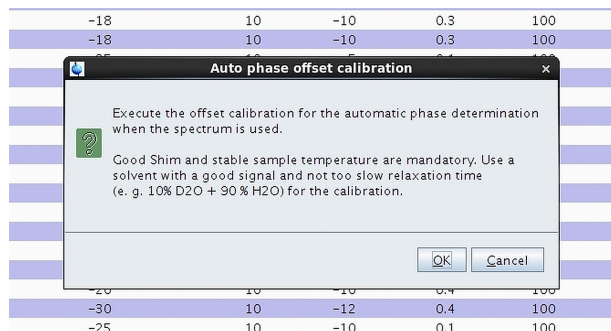 -18 10 -10 0.3 100
-18 10 -10 0.3 100
Auto phase offset calibration
Execute the offset calibration for the automatic phase determination
when the spectrum is used.
Good Shim and stable sample temperature are mandatory. Use a
solvent with a good signal and not too slow relaxation time
(e. g. 10% D2O + 90 % H2O) for the calibration.
OK Cancel
-20 10 -10 0.4 100
-30 10 -12 0.4 100
-25 10 -10 0.1 100